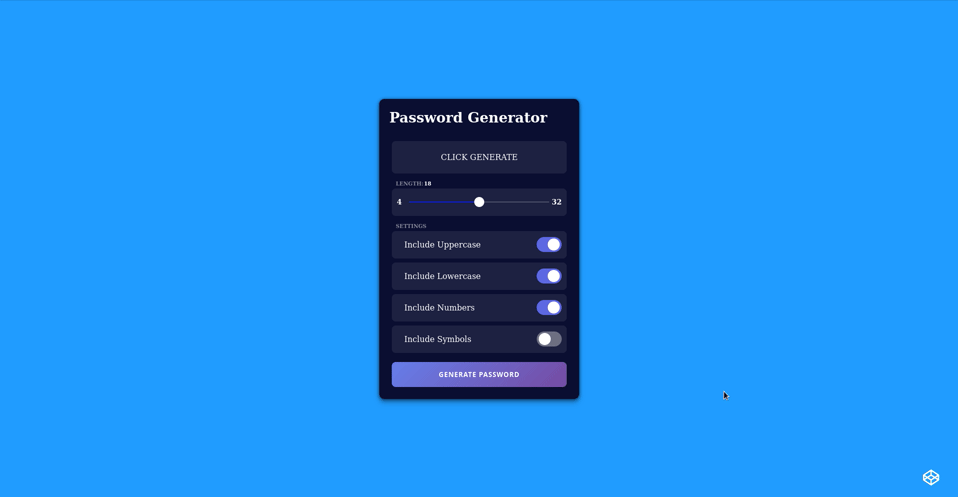 Password Generator
CLICK GENERATE
LENGTH:18
4 32
SETTINGS
Include Uppercase
Include Lowercase
Include Numbers
Include Symbols
GENERATE PASSWORD